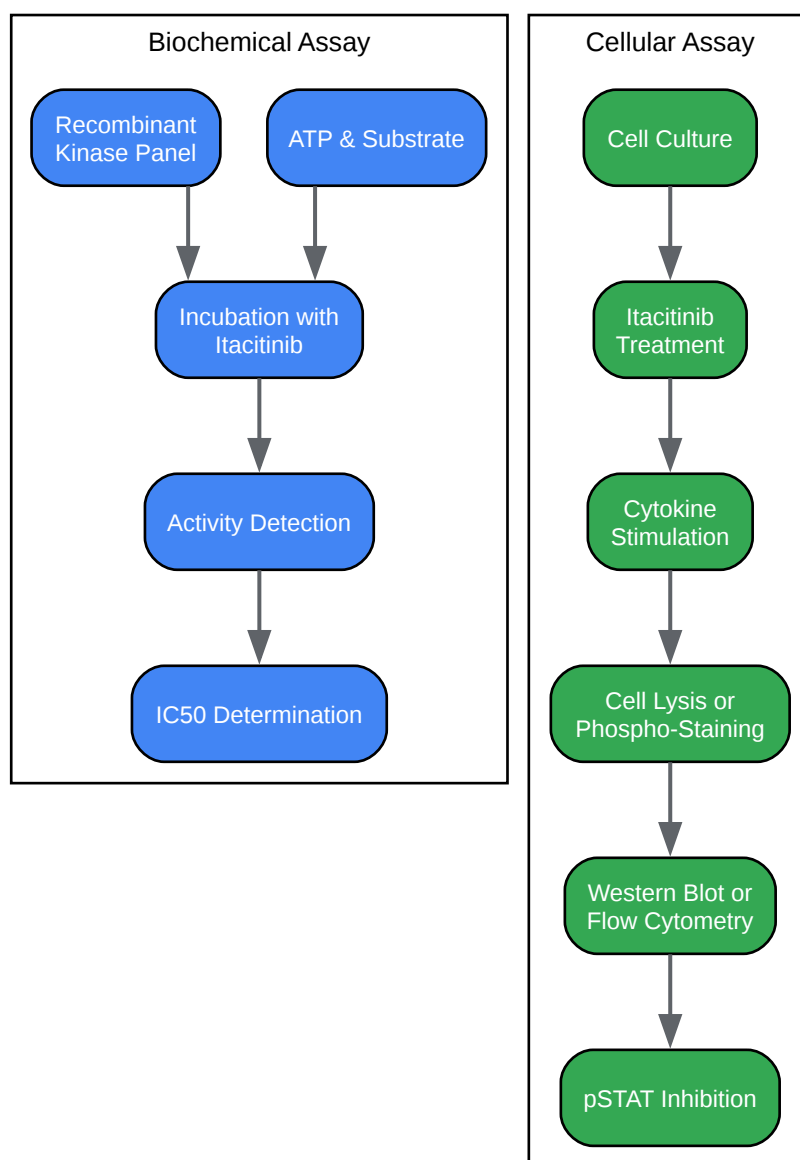 Biochemical Assay
Recombinant
Kinase Panel
ATP & Substrate
Incubation with
Itacitinib
Activity Detection
IC50 Determination
Cellular Assay
Cell Culture
Itacitinib
Treatment
Cytokine
Stimulation
Cell Lysis or
Phospho-Staining
Western Blot or
Flow Cytometry
pSTAT Inhibition